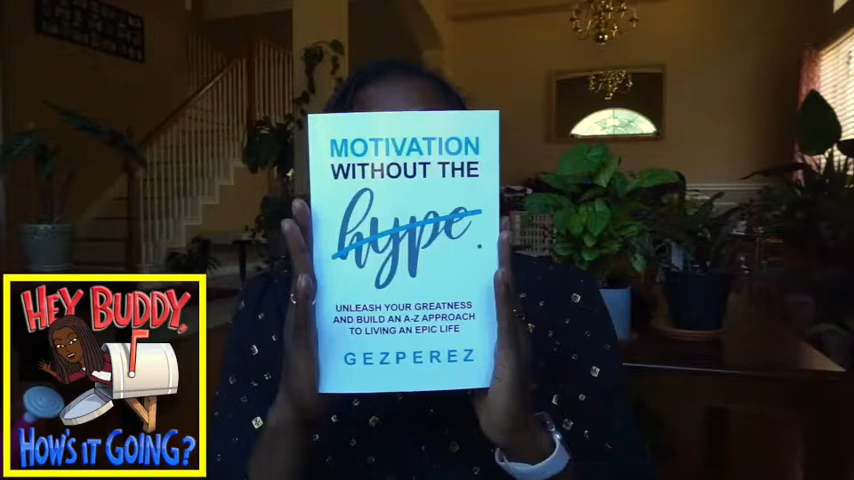 MOTIVATION
WITHOUT THE
hype.
UNLEASH YOUR GREATNESS
AND BUILD AN A-Z APPROACH
TO LIVING AN EPIC LIFE
GEZPEREZ
HEY BUDDY,
HOW'S IT GOING?